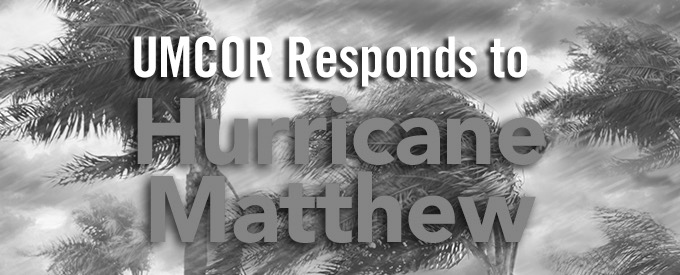 UMCOR Responds to
Hurricane
Matthew